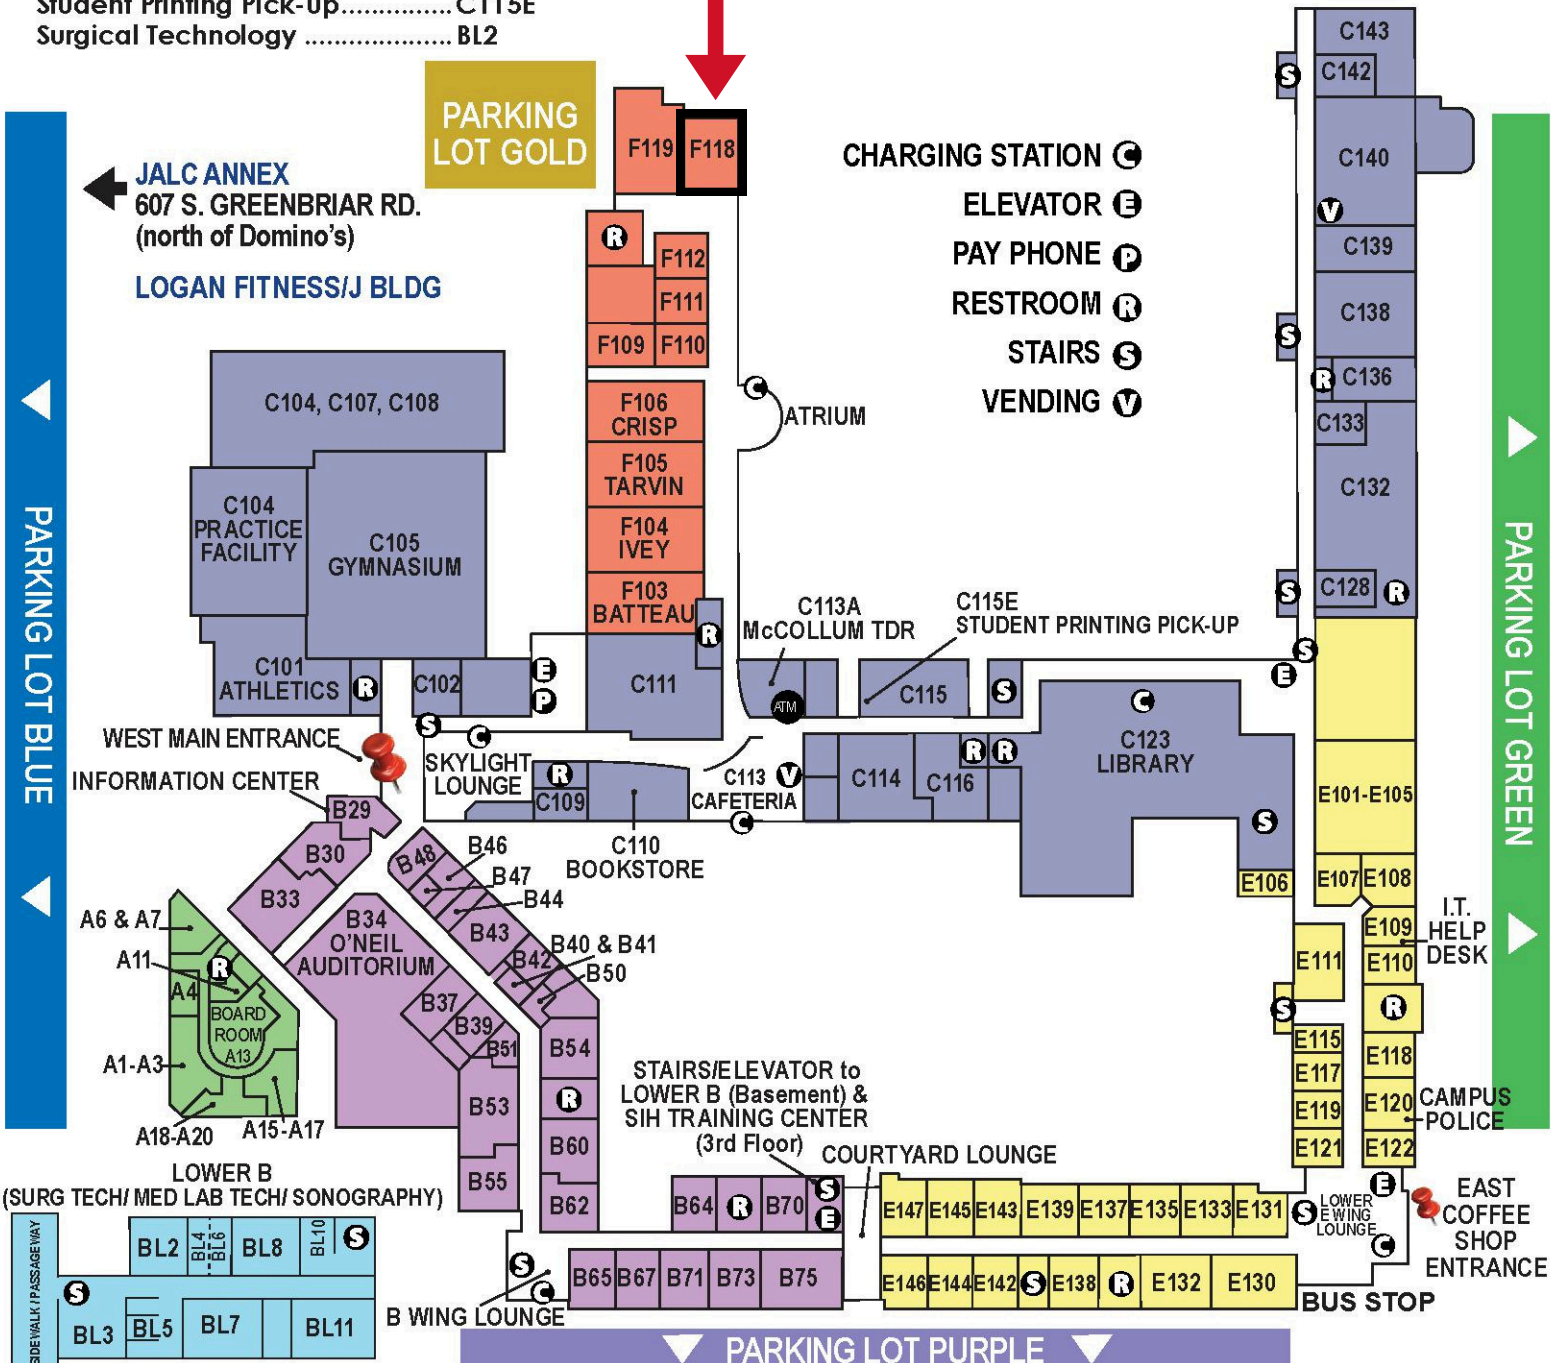 Student Printing Pick-Up............... C115E
Surgical Technology .................... BL2
PARKING
LOT GOLD
JALC ANNEX
607 S. GREENBRIAR RD.
(north of Domino's)
LOGAN FITNESS/J BLDG
CHARGING STATION C
ELEVATOR E
PAY PHONE P
RESTROOM R
STAIRS S
VENDING V
F119
F118
R
F112
F111
F109
F110
F106
CRISP
F105
TARVIN
F104
IVEY
F103
BATTEAU
R
C
ATRIUM
C143
S
C142
C140
V
C139
C138
S
R
C136
C133
C132
S
C128
R
S
E
PARKING LOT BLUE
PARKING LOT GREEN
C104, C107, C108
C104
PRACTICE
FACILITY
C105
GYMNASIUM
C101
ATHLETICS
R
C102
E
P
S
C
C111
C113A
McCOLLUM TDR
ATM
C115E
STUDENT PRINTING PICK-UP
C115
S
C
C123
LIBRARY
S
WEST MAIN ENTRANCE
INFORMATION CENTER
SKYLIGHT
LOUNGE
R
C109
C110
BOOKSTORE
C113
CAFETERIA
V
C
C114
C116
R
R
E101-E105
E106
E107
E108
E109
I.T.
HELP
DESK
E110
E111
S
R
E115
E117
E118
E119
E120
CAMPUS
POLICE
E121
E122
B29
B30
B33
B48
B46
B47
B44
B43
B42
B40 & B41
B50
B34
O'NEIL
AUDITORIUM
B37
B39
B51
B54
B53
R
B60
B55
B62
A6 & A7
A11
R
A4
BOARD
ROOM
A13
A1-A3
A18-A20
A15-A17
STAIRS/ELEVATOR to
LOWER B (Basement) &
SIH TRAINING CENTER
(3rd Floor)
COURTYARD LOUNGE
B64
R
B70
S
E
E147
E145
E143
E139
E137
E135
E133
E131
S
LOWER
E WING
LOUNGE
E
C
EAST
COFFEE
SHOP
ENTRANCE
S
C
B WING LOUNGE
B65
B67
B71
B73
B75
E146
E144
E142
S
E138
R
E132
E130
BUS STOP
LOWER B
(SURG TECH/ MED LAB TECH/ SONOGRAPHY)
SIDEWALK / PASSAGEWAY
BL2
BL4
BL6
BL8
BL10
S
S
BL3
BL5
BL7
BL11
PARKING LOT PURPLE